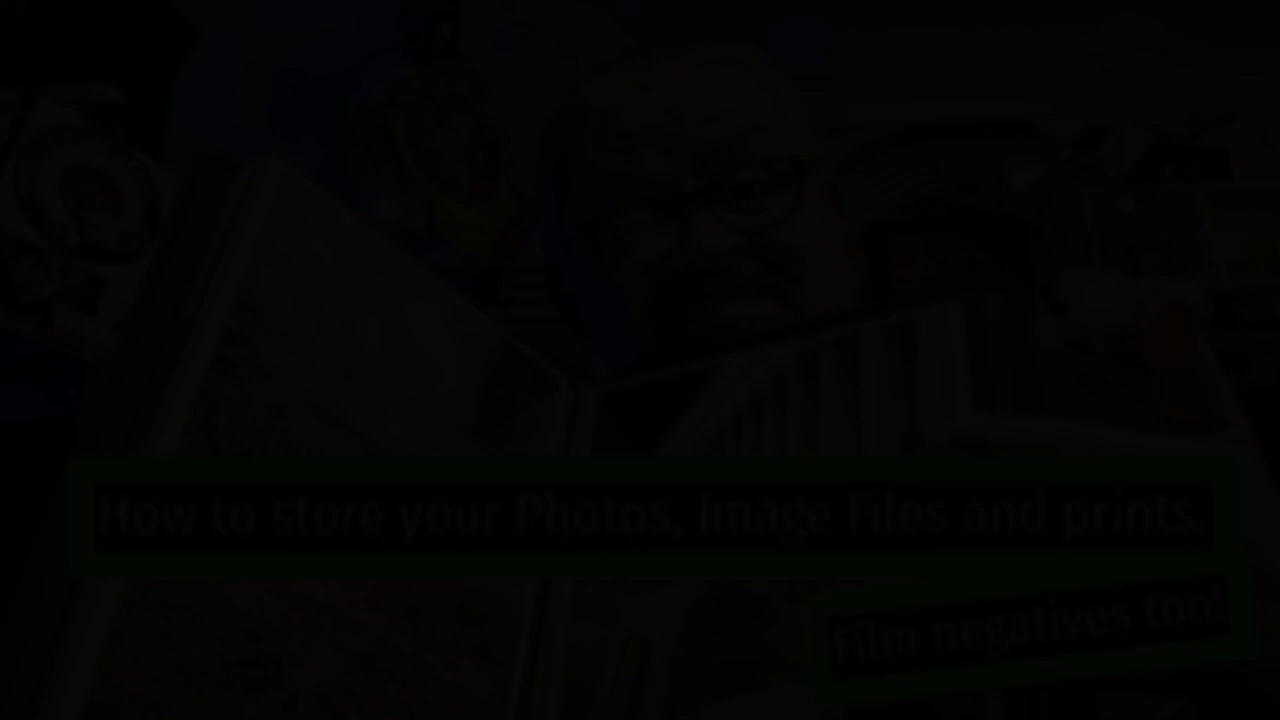 How to store your Photos, Image Files and prints.
Film negatives too!